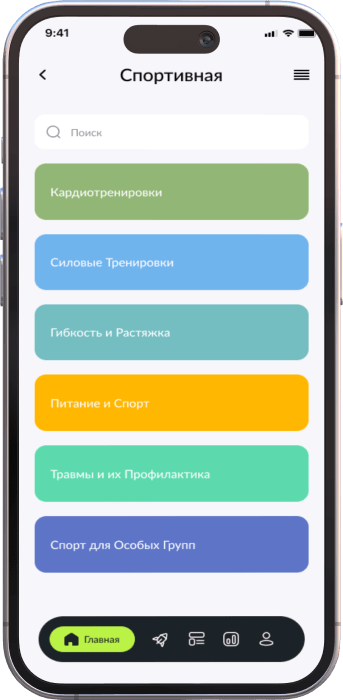 9:41
Спортивная
Поиск
Кардиотренировки
Силовые Тренировки
Гибкость и Растяжка
Питание и Спорт
Травмы и их Профилактика
Спорт для Особых Групп
Главная